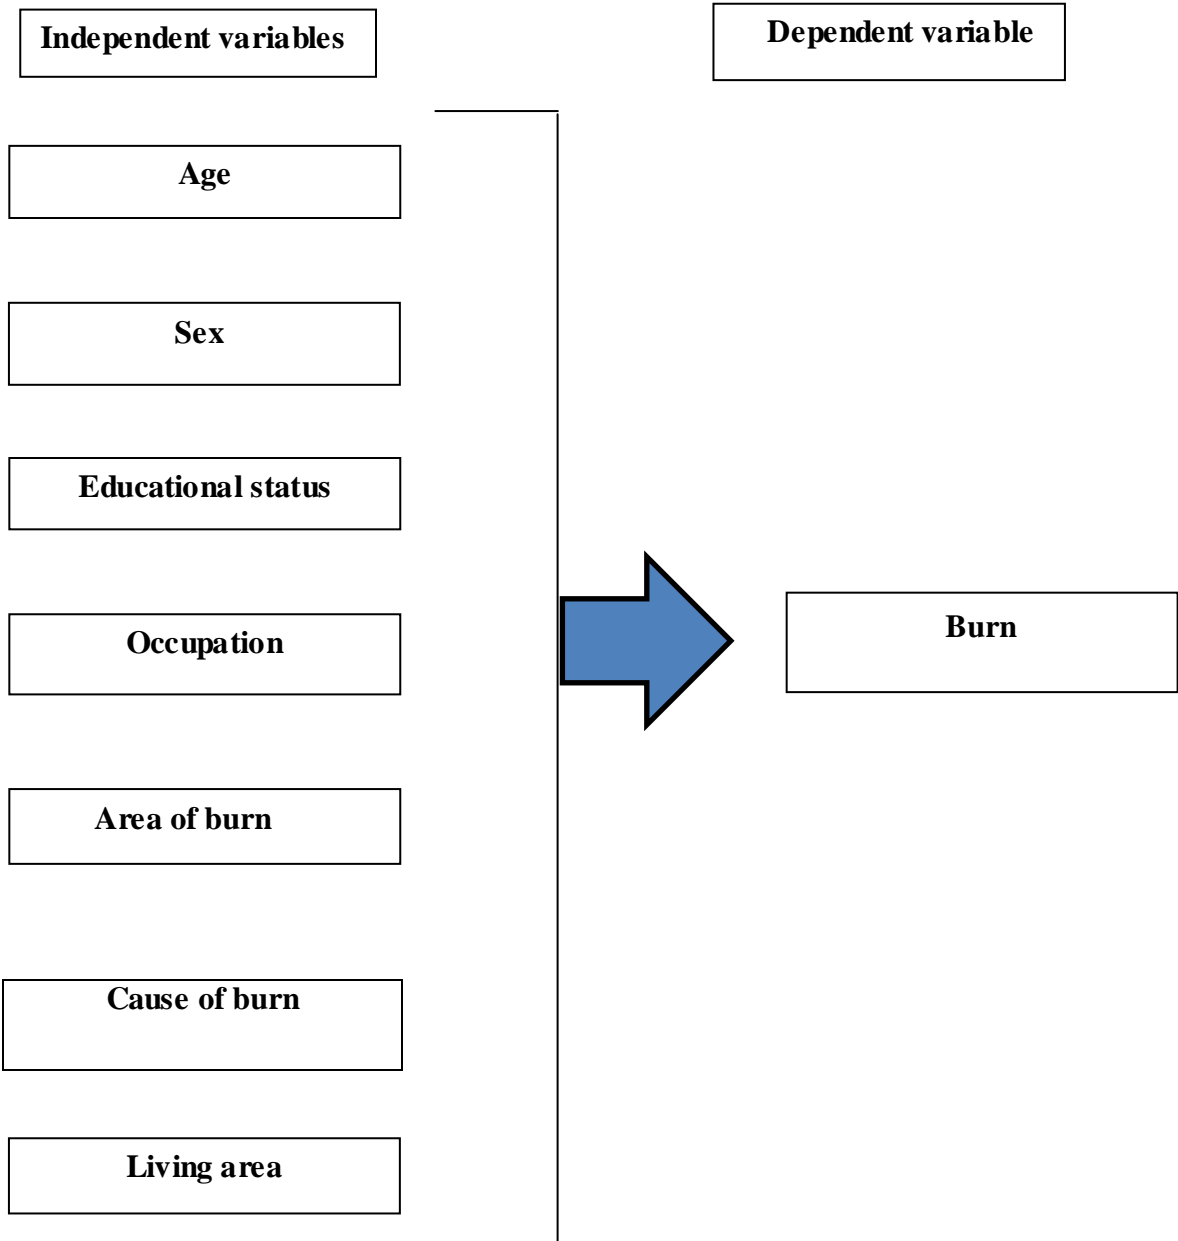 Independent variables
Dependent variable
Age
Sex
Educational status
Occupation
Burn
Area of burn
Cause of burn
Living area